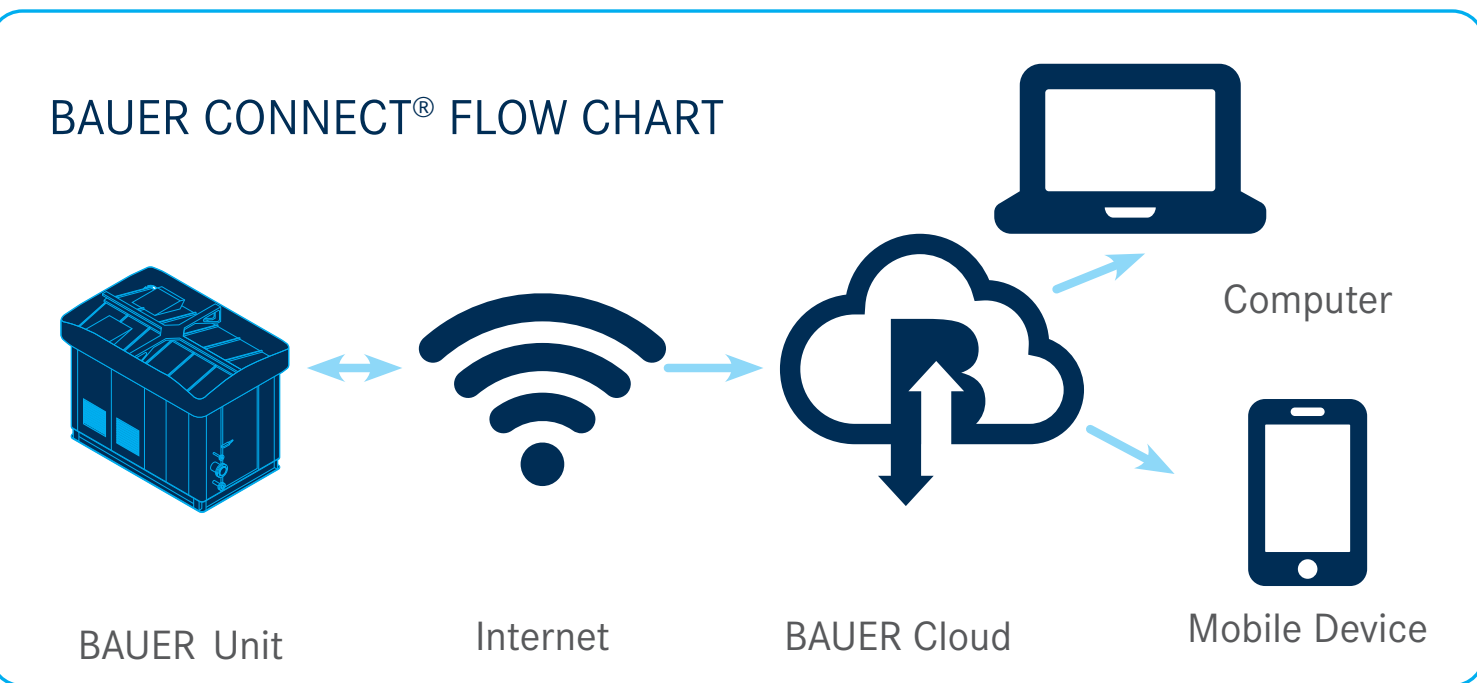 BAUER CONNECT® FLOW CHART
Computer
B
BAUER Unit
Internet
BAUER Cloud
Mobile Device